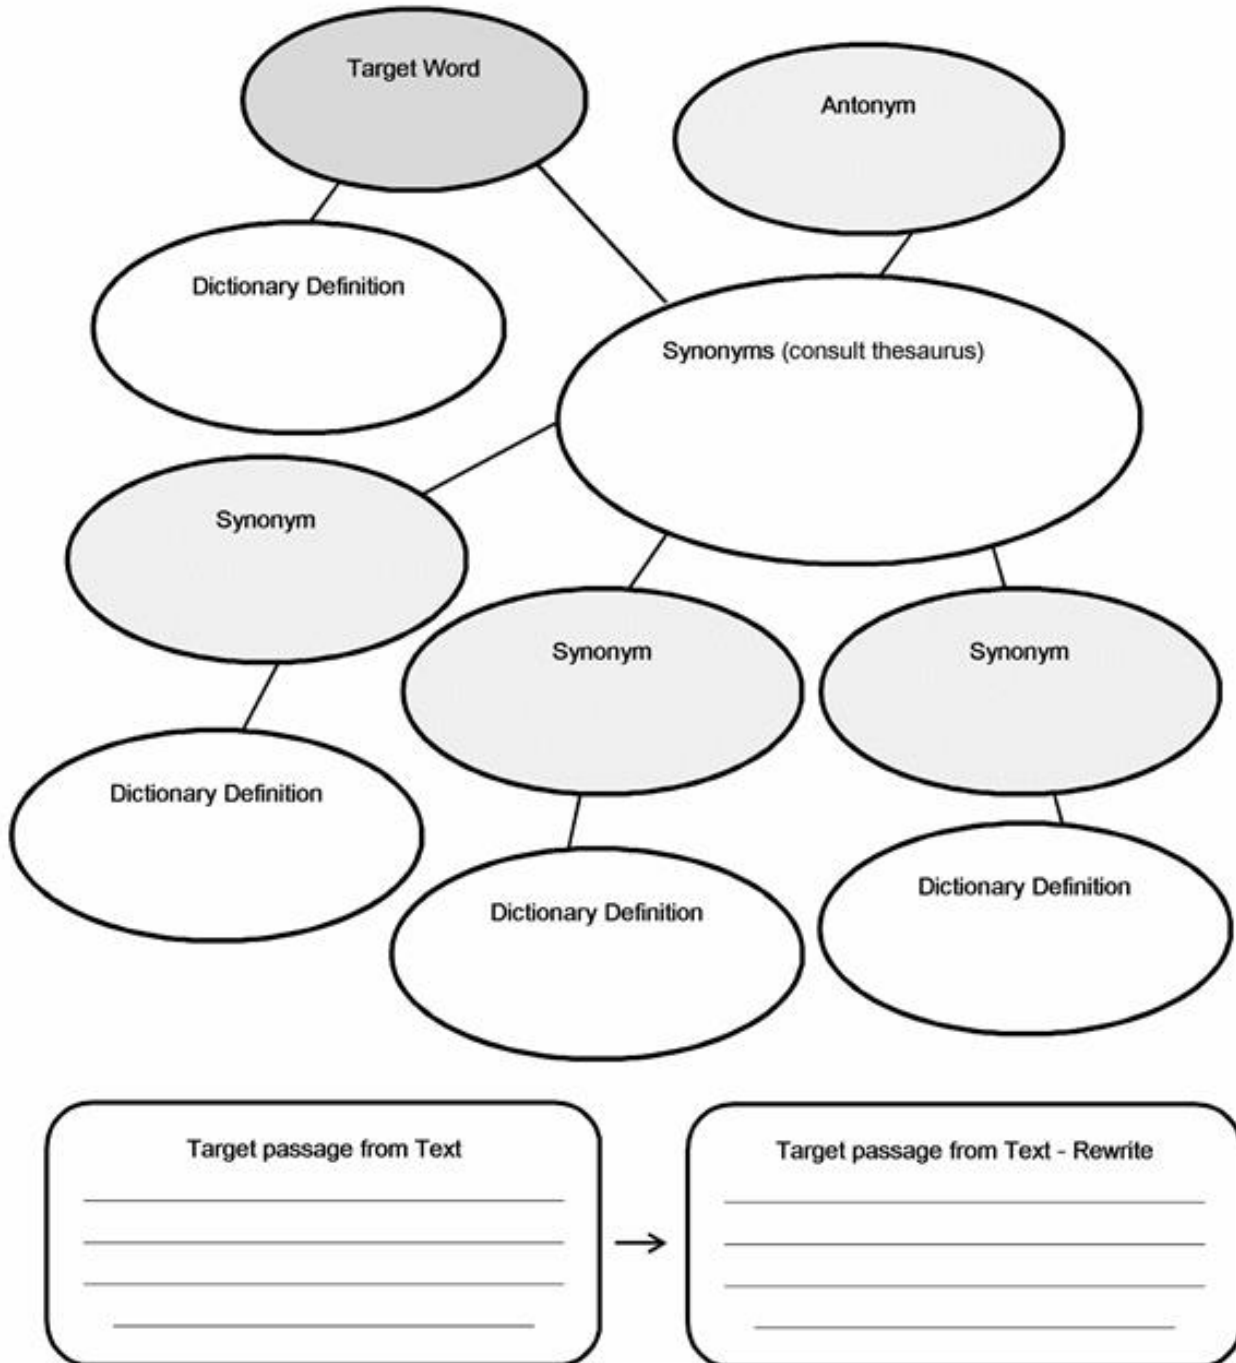 Target Word
Antonym
Dictionary Definition
Synonyms (consult thesaurus)
Synonym
Synonym
Synonym
Dictionary Definition
Dictionary Definition
Dictionary Definition
Target passage from Text
Target passage from Text - Rewrite